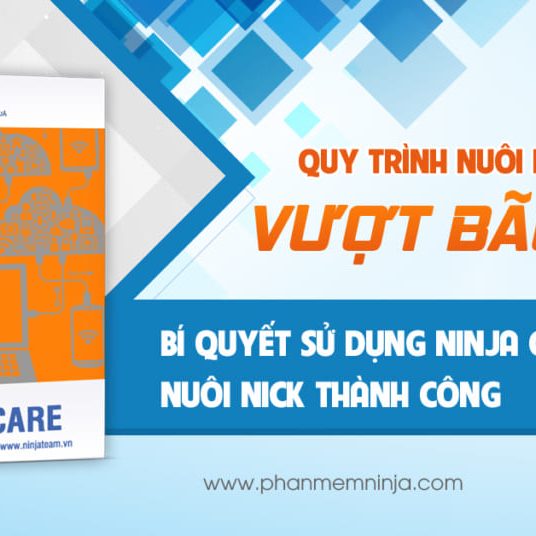 QUY TRÌNH NUÔI
VƯỢT BÃO
BÍ QUYẾT SỬ DỤNG NINJA
NUÔI NICK THÀNH CÔNG
CARE
www.ninjateam.vn
www.phanmemninja.com